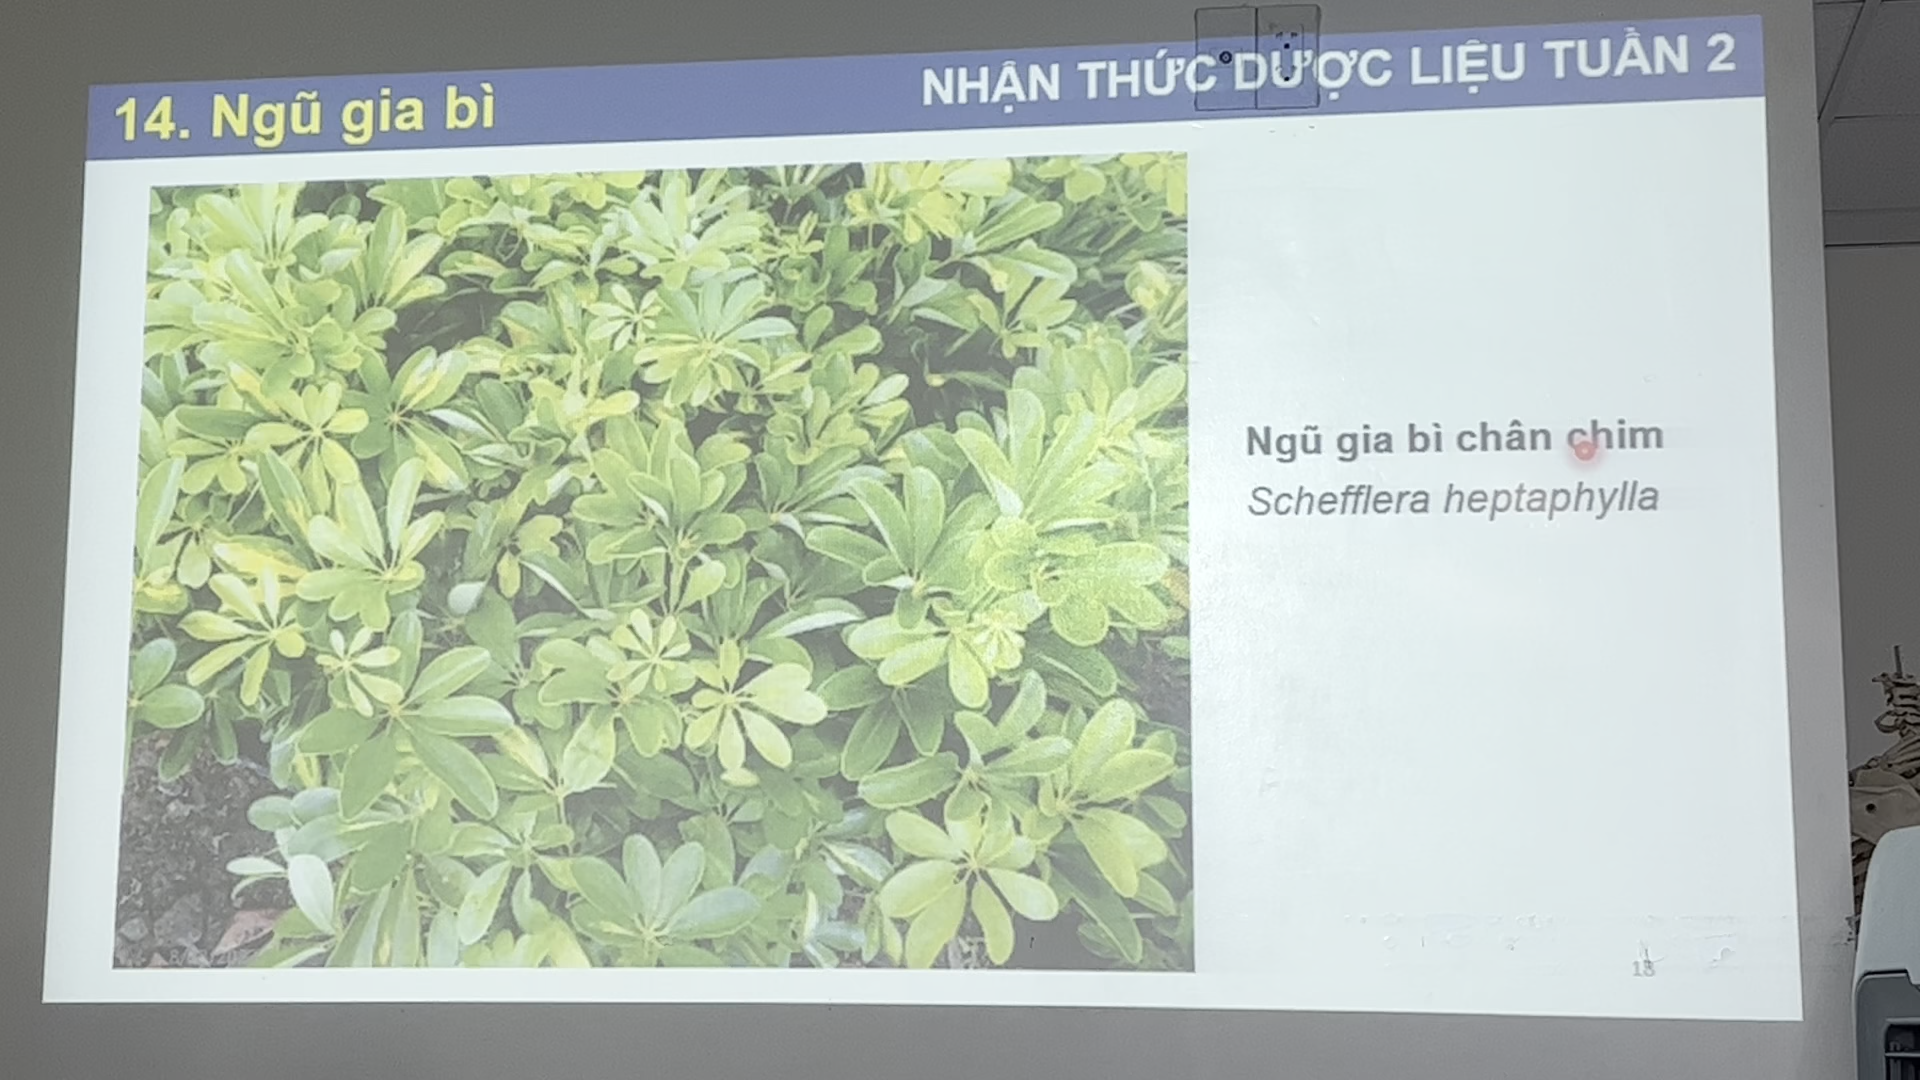 14. Ngũ gia bì
NHẬN THỨC DƯỢC LIỆU TUẦN 2
Ngũ gia bì chân chim
Schefflera heptaphylla